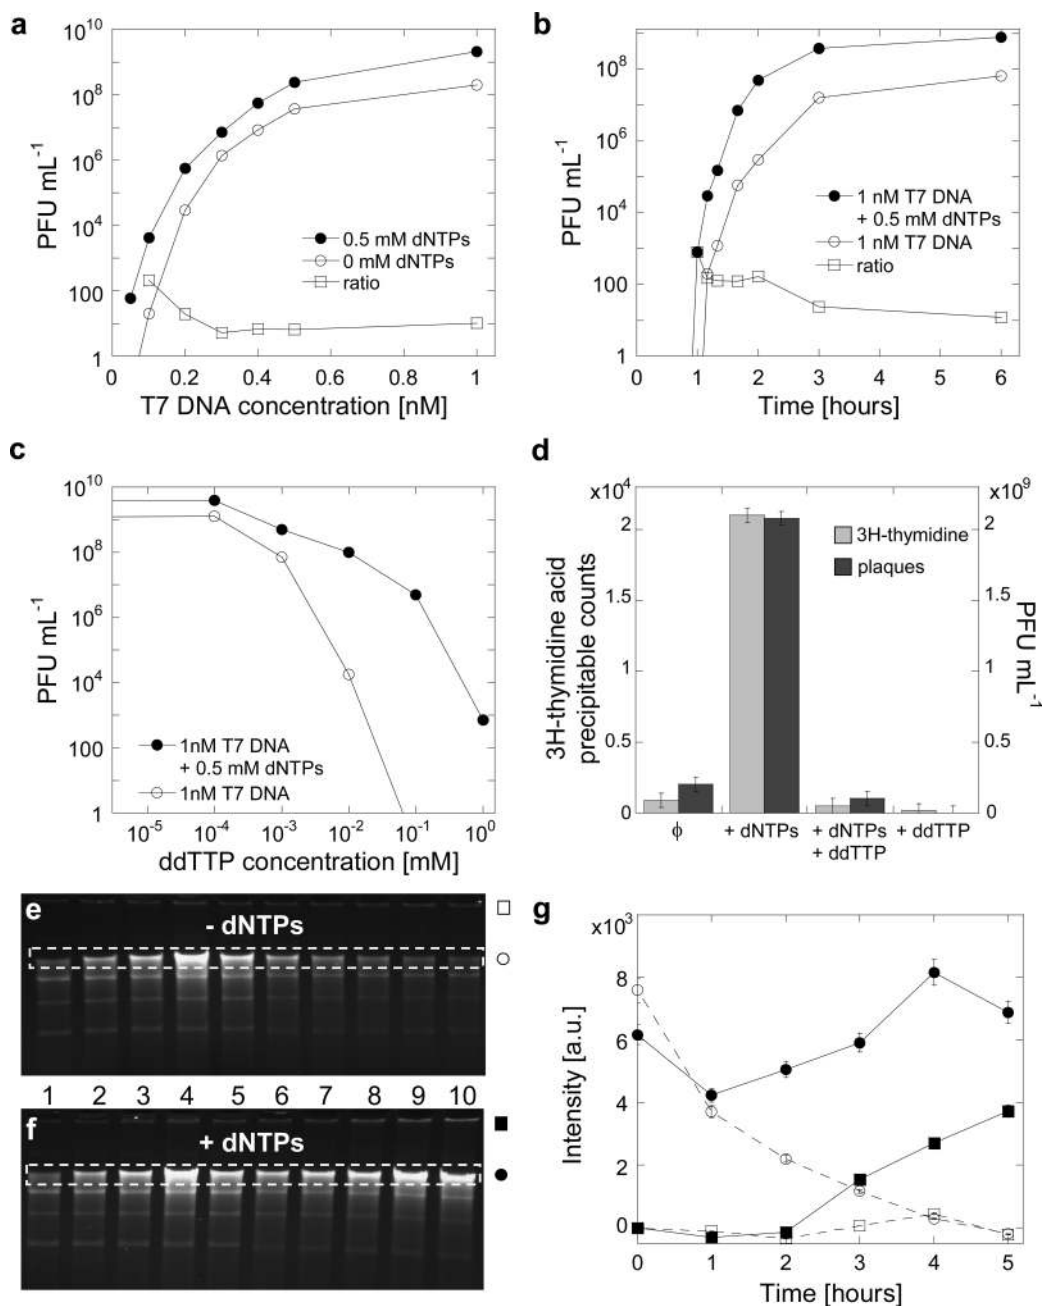 a
10^10
10^8
10^6
10^4
100
1
PFU mL^-1
0.5 mM dNTPs
0 mM dNTPs
ratio
0 0.2 0.4 0.6 0.8 1
T7 DNA concentration [nM]
b
10^8
10^6
10^4
100
1
PFU mL^-1
1 nM T7 DNA
+ 0.5 mM dNTPs
1 nM T7 DNA
ratio
0 1 2 3 4 5 6
Time [hours]
c
10^10
10^8
10^6
10^4
100
1
PFU mL^-1
1nM T7 DNA
+ 0.5 mM dNTPs
1nM T7 DNA
10^-5 10^-4 10^-3 10^-2 10^-1 10^0
ddTTP concentration [mM]
d
x10^4
2
1.5
1
0.5
0
3H-thymidine acid
precipitable counts
3H-thymidine
plaques
x10^9
2
1.5
1
0.5
0
PFU mL^-1
ϕ
+ dNTPs
+ dNTPs
+ ddTTP
+ ddTTP
e
- dNTPs
1 2 3 4 5 6 7 8 9 10
f
+ dNTPs
g
x10^3
8
6
4
2
0
Intensity [a.u.]
0 1 2 3 4 5
Time [hours]